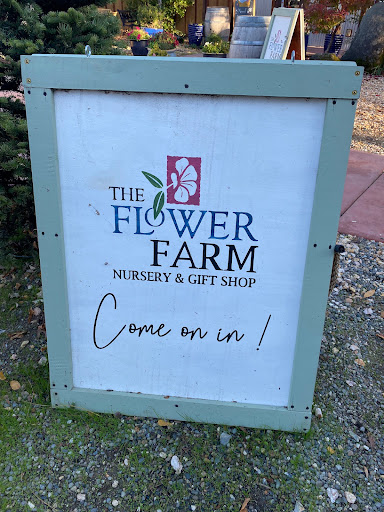 THE
FLOWER
FARM
NURSERY & GIFT SHOP
Come on in !